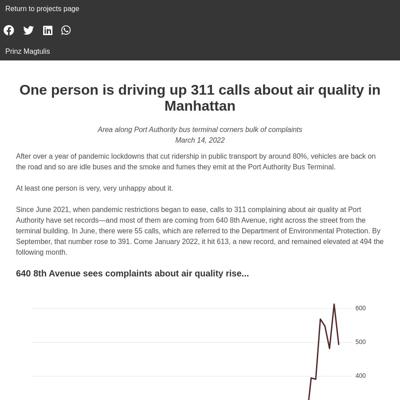 Return to projects page
Prinz Magtulis
One person is driving up 311 calls about air quality in
Manhattan
Area along Port Authority bus terminal corners bulk of complaints
March 14, 2022
After over a year of pandemic lockdowns that cut ridership in public transport by around 80%, vehicles are back on
the road and so are idle buses and the smoke and fumes they emit at the Port Authority Bus Terminal.
At least one person is very, very unhappy about it.
Since June 2021, when pandemic restrictions began to ease, calls to 311 complaining about air quality at Port
Authority have set records—and most of them are coming from 640 8th Avenue, right across the street from the
terminal building. In June, there were 55 calls, which are referred to the Department of Environmental Protection. By
September, that number rose to 391. Come January 2022, it hit 613, a new record, and remained elevated at 494 the
following month.
640 8th Avenue sees complaints about air quality rise...
600
500
400